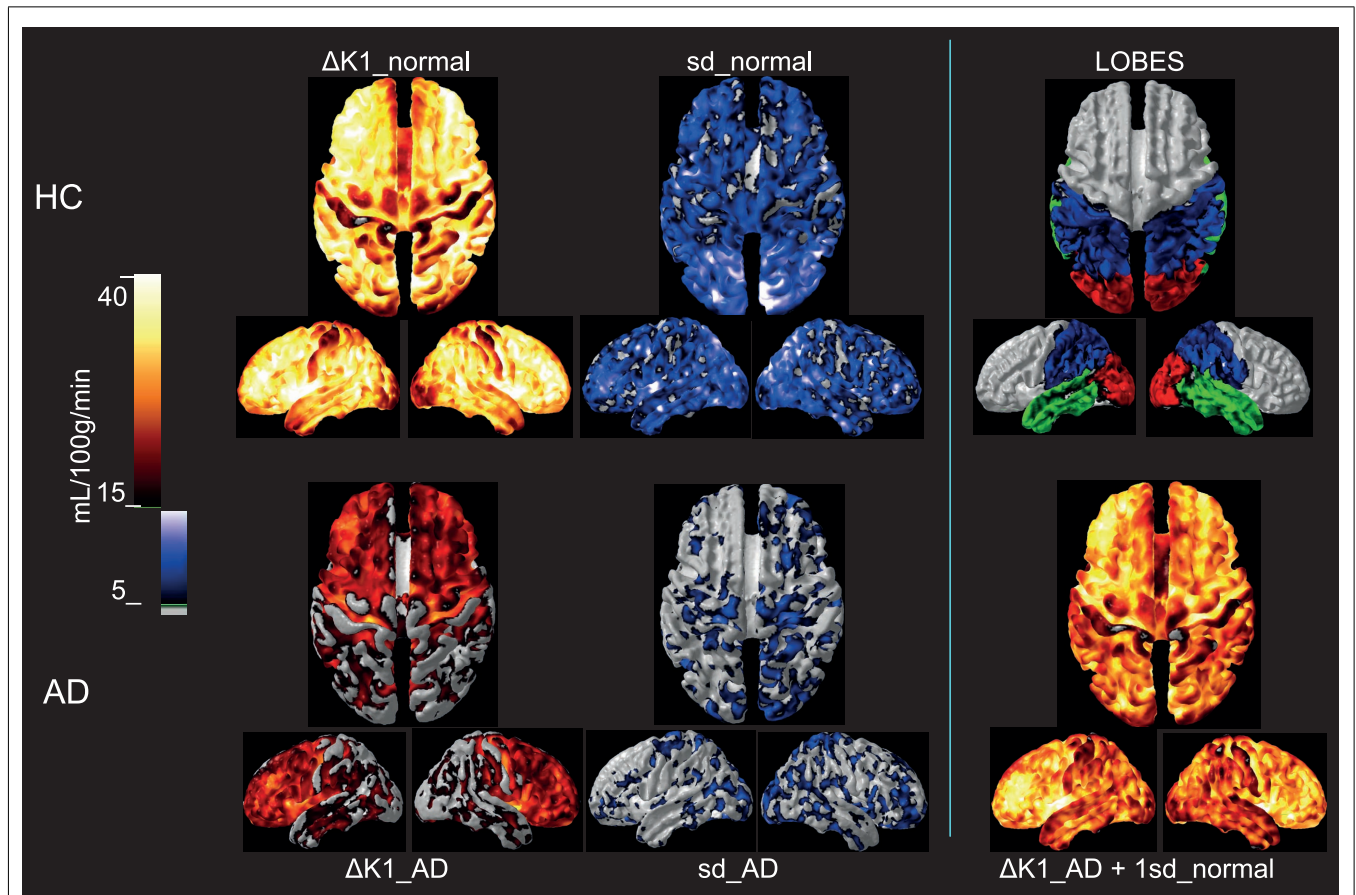 ΔK1_normal
sd_normal
LOBES
HC
40
mL/100g/min
15
5
AD
ΔK1_AD
sd_AD
ΔK1_AD + 1sd_normal